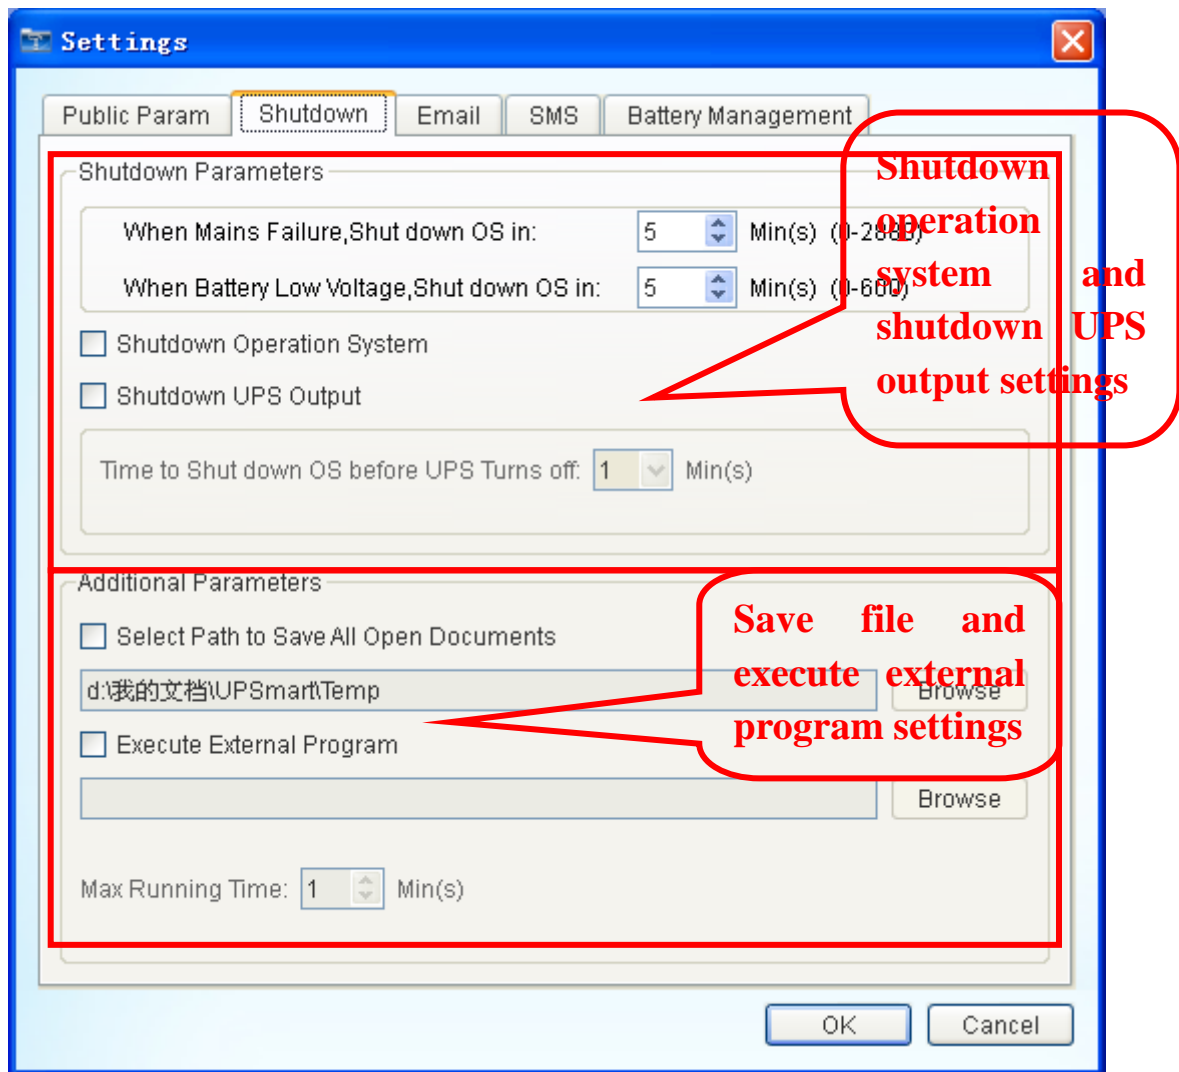 Settings
Public Param
Shutdown
Email
SMS
Battery Management
Shutdown Parameters
When Mains Failure,Shut down OS in:
5
Min(s)
When Battery Low Voltage,Shut down OS in:
5
Min(s) (0-600)
Shutdown Operation System
Shutdown UPS Output
Time to Shut down OS before UPS Turns off:
1
Min(s)
Shutdown
operation
system and
shutdown UPS
output settings
Additional Parameters
Select Path to Save All Open Documents
d:\我的文档\UPSmart\Temp
Browse
Execute External Program
Browse
Max Running Time:
1
Min(s)
Save file and
execute external
program settings
OK
Cancel